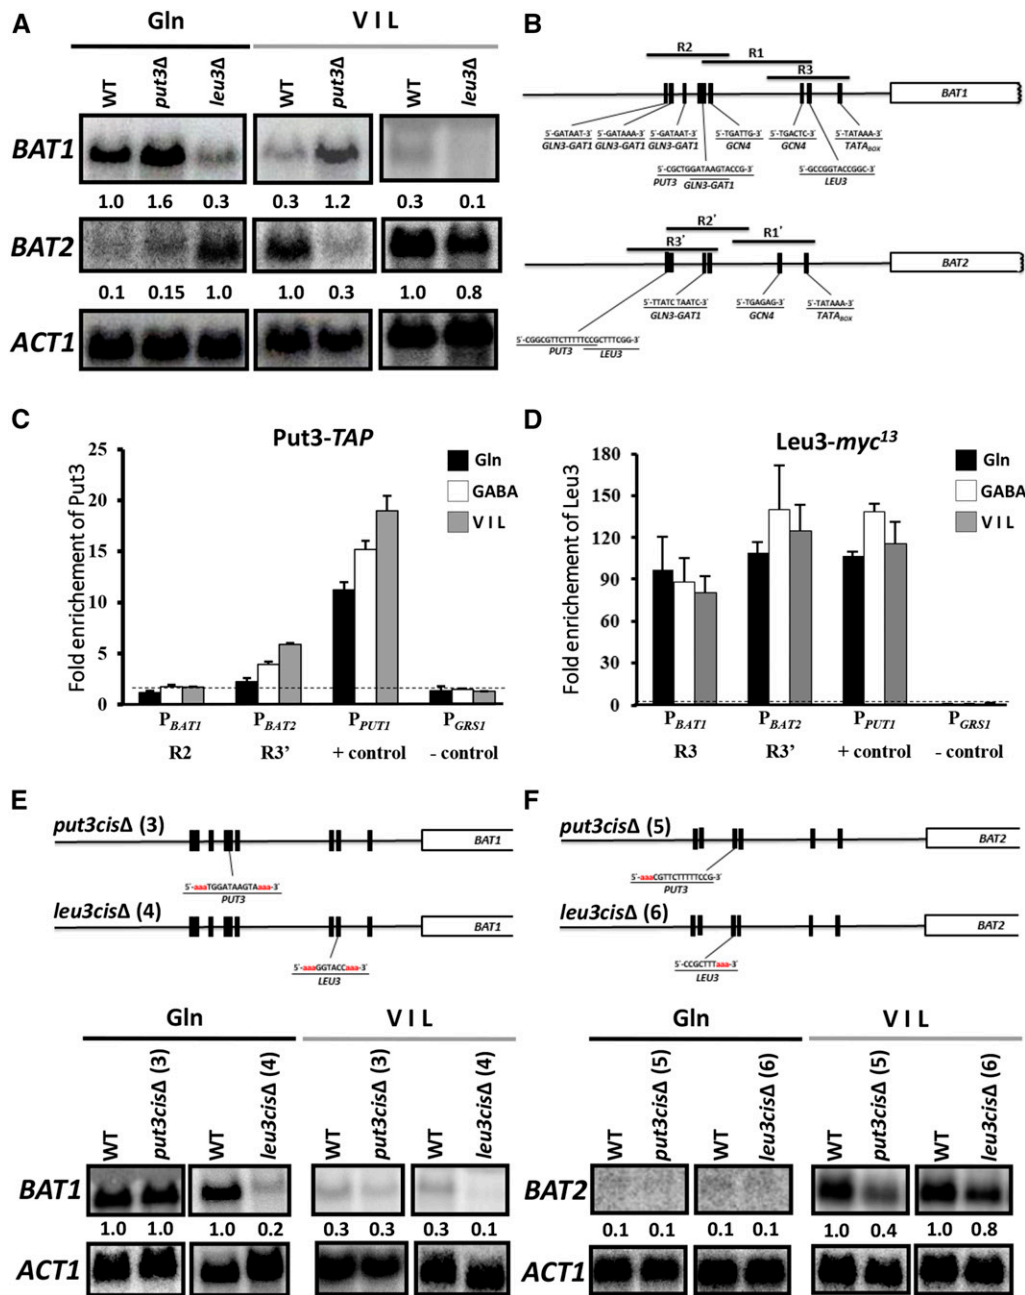 A
Gln
V I L
WT
put3Δ
leu3Δ
WT
put3Δ
WT
leu3Δ
BAT1
1.0 1.6 0.3 0.3 1.2 0.3 0.1
BAT2
0.1 0.15 1.0 1.0 0.3 1.0 0.8
ACT1
B
R2
R1
R3
BAT1
5´-GATAAT-3´
GLN3-GAT1
5´-GATAAA-3´
GLN3-GAT1
5´-GATAAT-3´
GLN3-GAT1
5´-TGATTG-3´
GCN4
5´-TGACTC-3´
GCN4
5´-TATAAA-3´
TATABOX
5´-CGCTGGATAAGTACCG-3´
PUT3
GLN3-GAT1
5´-GCCGGTACCGGC-3´
LEU3
R2’
R1’
R3’
BAT2
5´-TTATC TAATC-3´
GLN3-GAT1
5´-TGAGAG-3´
GCN4
5´-TATAAA-3´
TATABOX
5´-CGGCGTTCTTTTTCCGCTTTCGG-3´
PUT3
LEU3
C
Put3-TAP
Fold enrichement of Put3
25
20
15
10
5
0
Gln
GABA
V I L
PBAT1 PBAT2 PPUT1 PGRS1
R2 R3’ + control - control
D
Leu3-myc13
Fold enrichement of Leu3
180
150
120
90
60
30
0
Gln
GABA
V I L
PBAT1 PBAT2 PPUT1 PGRS1
R3 R3’ + control - control
E
put3cisΔ (3)
BAT1
5´-aaaTGGATAAGTAaaa-3´
PUT3
leu3cisΔ (4)
BAT1
5´-aaaGGTACCaaa-3´
LEU3
Gln
V I L
WT
put3cisΔ (3)
WT
leu3cisΔ (4)
WT
put3cisΔ (3)
WT
leu3cisΔ (4)
BAT1
1.0 1.0 1.0 0.2 0.3 0.3 0.3 0.1
ACT1
F
put3cisΔ (5)
BAT2
5´-aaaCGTTCTTTTTCCG-3´
PUT3
leu3cisΔ (6)
BAT2
5´-CCGCTTTaaa-3´
LEU3
Gln
V I L
WT
put3cisΔ (5)
WT
leu3cisΔ (6)
WT
put3cisΔ (5)
WT
leu3cisΔ (6)
BAT2
0.1 0.1 0.1 0.1 1.0 0.4 1.0 0.8
ACT1